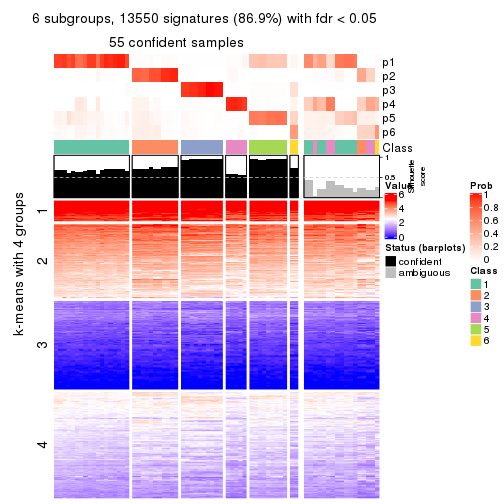 6 subgroups, 13550 signatures (86.9%) with fdr < 0.05
55 confident samples
p1
p2
p3
p4
p5
p6
Class
1
0.5
0
Silhouette
score
k-means with 4 groups
1
2
3
4
Value
6
4
2
0
Status (barplots)
confident
ambiguous
Prob
1
0.8
0.6
0.4
0.2
0
Class
1
2
3
4
5
6